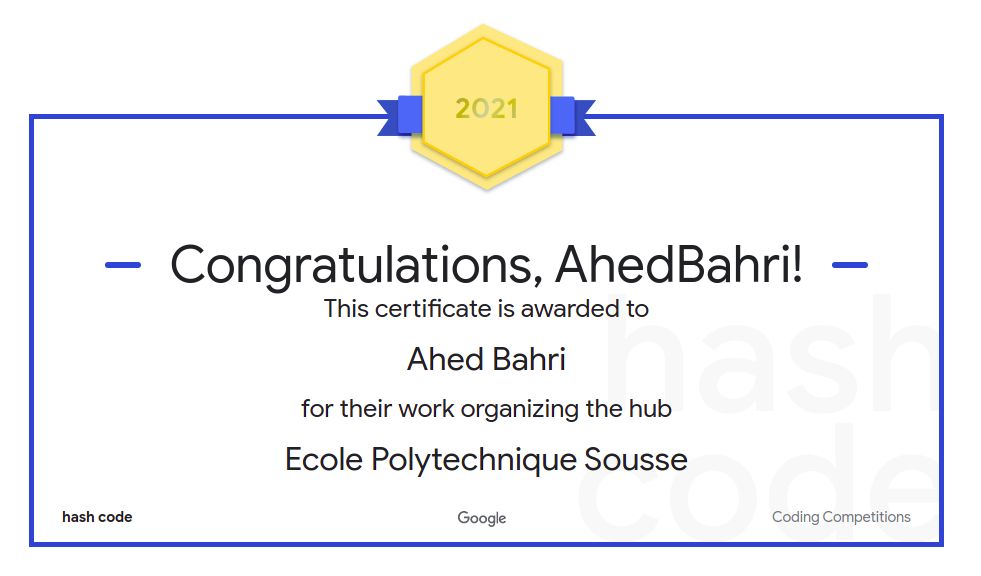 2021
Congratulations, AhedBahri!
This certificate is awarded to
Ahed Bahri
for their work organizing the hub
Ecole Polytechnique Sousse
hash
code
hash code
Google
Coding Competitions